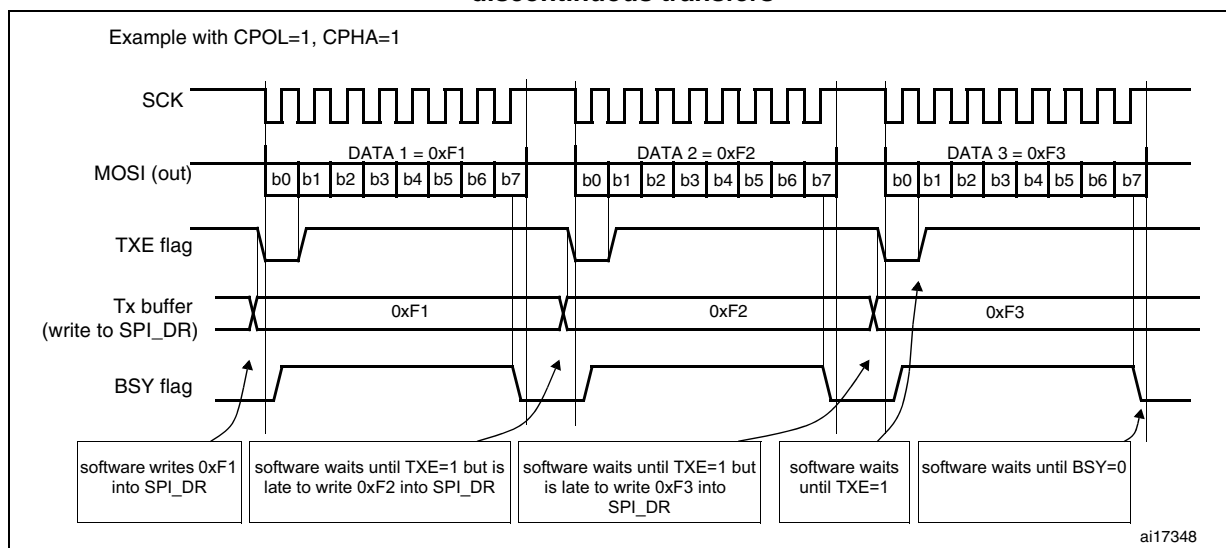 discontinuous transfers
Example with CPOL=1, CPHA=1
SCK
DATA 1 = 0xF1
DATA 2 = 0xF2
DATA 3 = 0xF3
MOSI (out)
b0 b1 b2 b3 b4 b5 b6 b7
b0 b1 b2 b3 b4 b5 b6 b7
b0 b1 b2 b3 b4 b5 b6 b7
TXE flag
Tx buffer
(write to SPI_DR)
0xF1
0xF2
0xF3
BSY flag
software writes 0xF1
into SPI_DR
software waits until TXE=1 but is
late to write 0xF2 into SPI_DR
software waits until TXE=1 but
is late to write 0xF3 into
SPI_DR
software waits
until TXE=1
software waits until BSY=0
ai17348